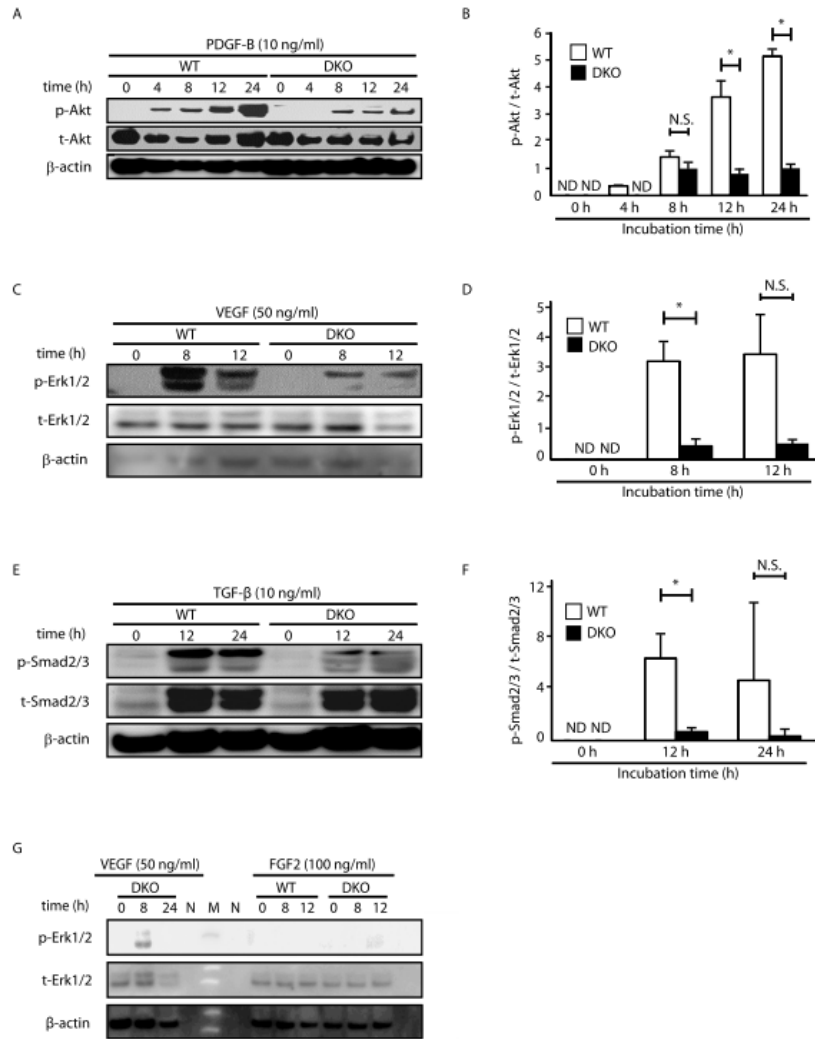 A
PDGF-B (10 ng/ml)
WT DKO
time (h) 0 4 8 12 24 0 4 8 12 24
p-Akt
t-Akt
β-actin
B
p-Akt / t-Akt
6
5
4
3
2
1
0
WT
DKO
N.S.
*
*
ND ND ND
0 h 4 h 8 h 12 h 24 h
Incubation time (h)
C
VEGF (50 ng/ml)
WT DKO
time (h) 0 8 12 0 8 12
p-Erk1/2
t-Erk1/2
β-actin
D
p-Erk1/2 / t-Erk1/2
5
4
3
2
1
0
WT
DKO
*
N.S.
ND ND
0 h 8 h 12 h
Incubation time (h)
E
TGF-β (10 ng/ml)
WT DKO
time (h) 0 12 24 0 12 24
p-Smad2/3
t-Smad2/3
β-actin
F
p-Smad2/3 / t-Smad2/3
12
8
4
0
WT
DKO
*
N.S.
ND ND
0 h 12 h 24 h
Incubation time (h)
G
VEGF (50 ng/ml) FGF2 (100 ng/ml)
DKO WT DKO
time (h) 0 8 24 N M N 0 8 12 0 8 12
p-Erk1/2
t-Erk1/2
β-actin